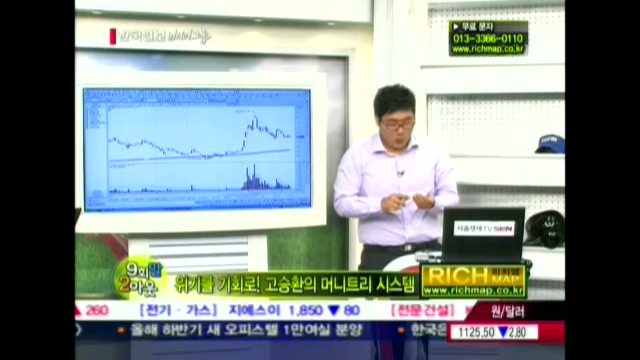 ▶ 무료 문자
013-3366-0110
www.richmap.co.kr
서울경제TV SEN
9회말
2아웃
위기를 기회로! 고승환의 머니트리 시스템
RICH 리치맵
MAP
www.richmap.co.kr
▲ 260 [전기 · 가스] 지에스이 1,850 ▼ 80 [전문건설]
원/달러
• 올해 하반기 새 오피스텔 1만여실 분양 • 한국은
1125.50 ▼2.80